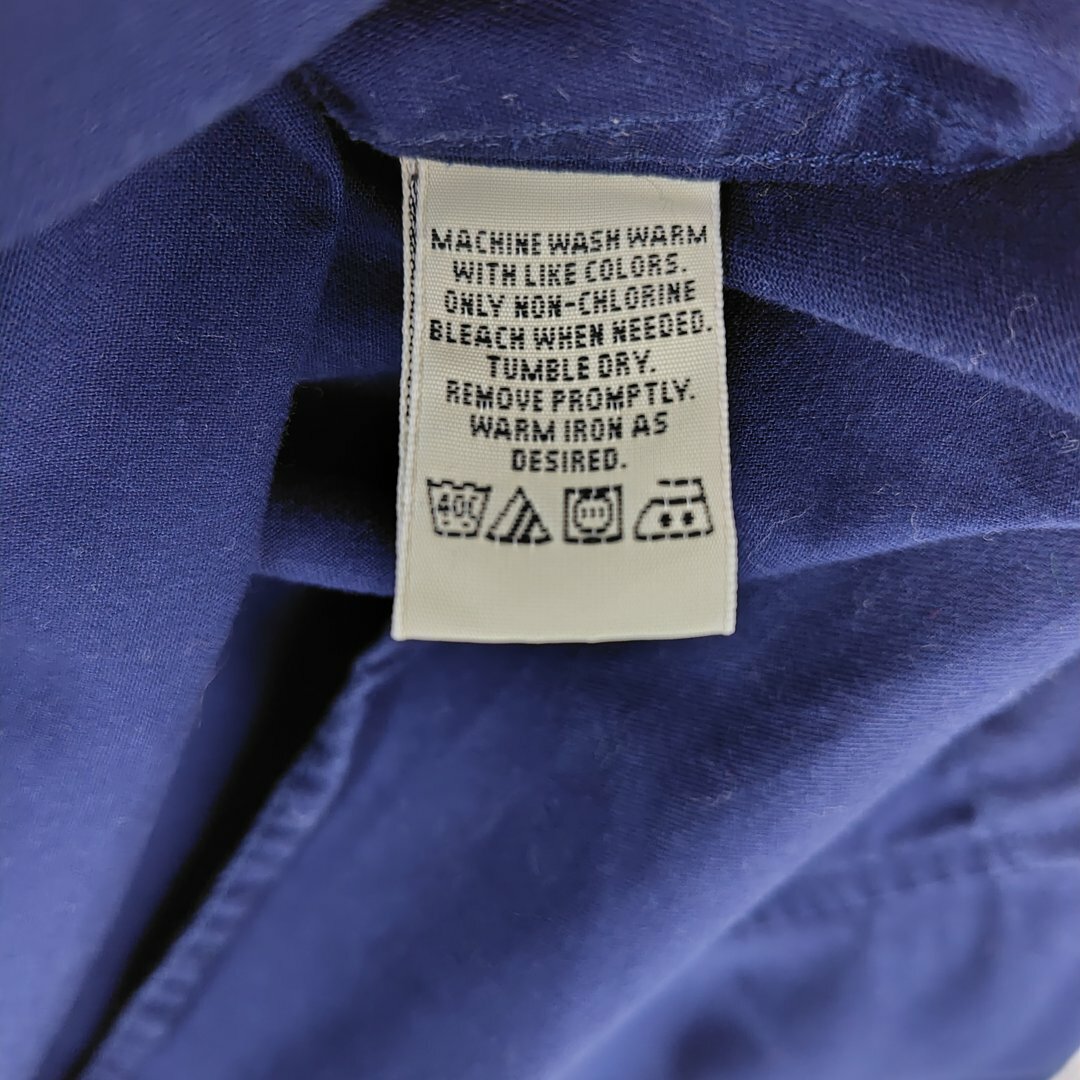 MACHINE WASH WARM
WITH LIKE COLORS.
ONLY NON-CHLORINE
BLEACH WHEN NEEDED.
TUMBLE DRY.
REMOVE PROMPTLY.
WARM IRON AS
DESIRED.
40C